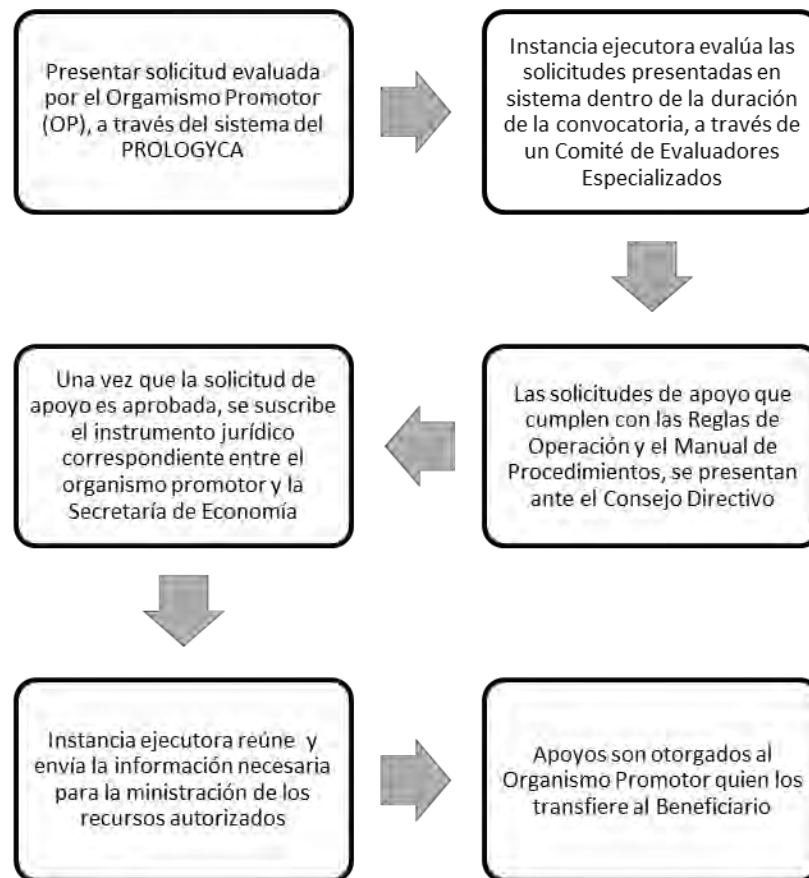 Presentar solicitud evaluada
por el Orgamismo Promotor
(OP), a través del sistema del
PROLOGYCA
Instancia ejecutora evalúa las
solicitudes presentadas en
sistema dentro de la duración
de la convocatoria, a través de
un Comité de Evaluadores
Especializados
Las solicitudes de apoyo que
cumplen con las Reglas de
Operación y el Manual de
Procedimientos, se presentan
ante el Consejo Directivo
Una vez que la solicitud de
apoyo es aprobada, se suscribe
el instrumento jurídico
correspondiente entre el
organismo promotor y la
Secretaría de Economía
Instancia ejecutora reúne y
envía la información necesaria
para la ministración de los
recursos autorizados
Apoyos son otorgados al
Organismo Promotor quien los
transfiere al Beneficiario